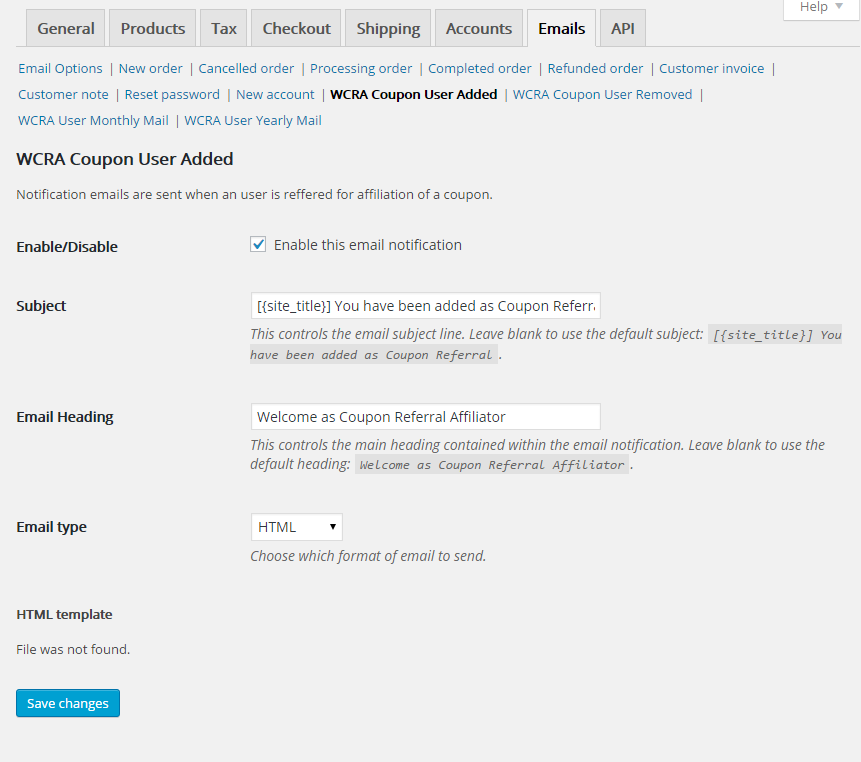 Help
General Products Tax Checkout Shipping Accounts Emails API
Email Options | New order | Cancelled order | Processing order | Completed order | Refunded order | Customer invoice |
Customer note | Reset password | New account | WCRA Coupon User Added | WCRA Coupon User Removed |
WCRA User Monthly Mail | WCRA User Yearly Mail
WCRA Coupon User Added
Notification emails are sent when an user is reffered for affiliation of a coupon.
Enable/Disable Enable this email notification
Subject [{site_title}] You have been added as Coupon Referr
This controls the email subject line. Leave blank to use the default subject: [{site_title}] You
have been added as Coupon Referral.
Email Heading Welcome as Coupon Referral Affiliator
This controls the main heading contained within the email notification. Leave blank to use the
default heading: Welcome as Coupon Referral Affiliator.
Email type HTML
Choose which format of email to send.
HTML template
File was not found.
Save changes